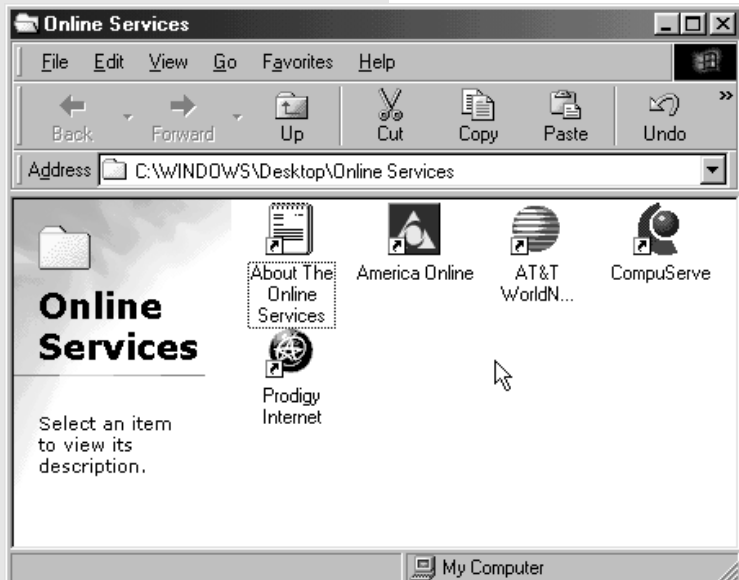 Online Services
File Edit View Go Favorites Help
Back Forward Up Cut Copy Paste Undo »
Address C:\WINDOWS\Desktop\Online Services
Online
Services
Select an item
to view its
description.
About The
Online
Services
America Online
AT&T
WorldN...
CompuServe
Prodigy
Internet
My Computer